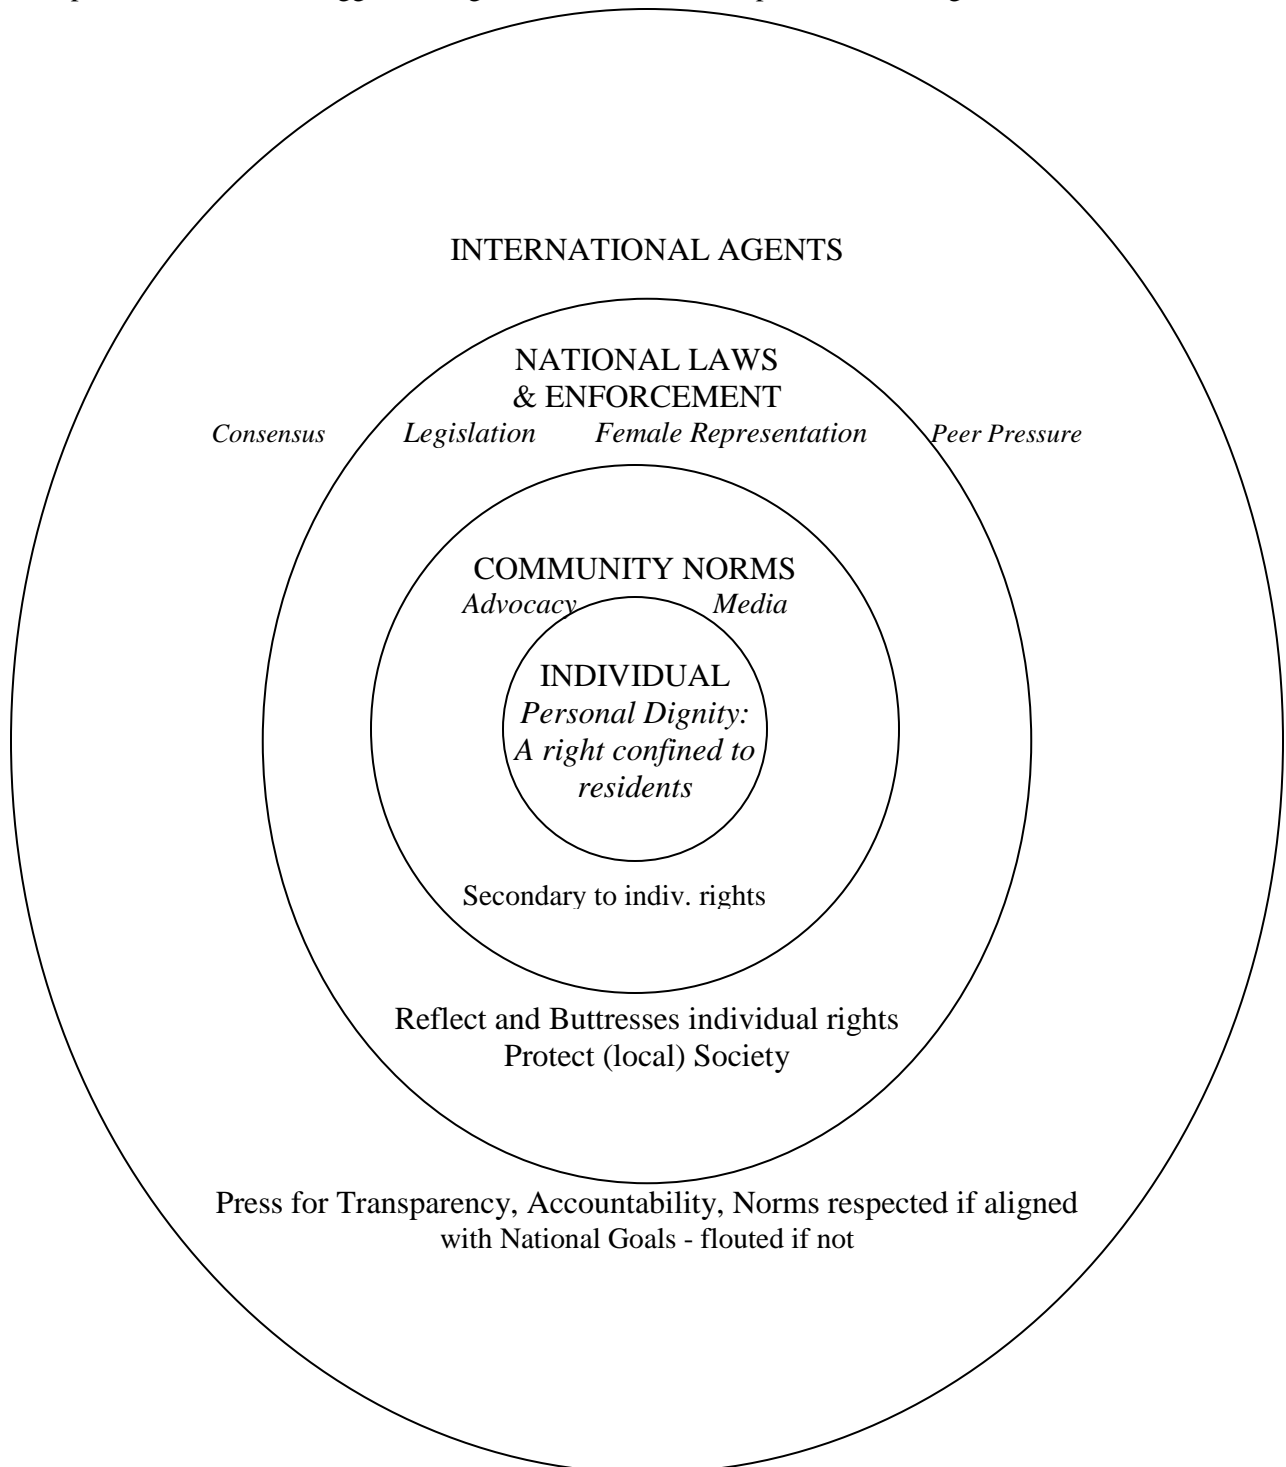 INTERNATIONAL AGENTS
NATIONAL LAWS
& ENFORCEMENT
Consensus Legislation Female Representation Peer Pressure
COMMUNITY NORMS
Advocacy Media
INDIVIDUAL
Personal Dignity:
A right confined to
residents
Secondary to indiv. rights
Reflect and Buttresses individual rights
Protect (local) Society
Press for Transparency, Accountability, Norms respected if aligned
with National Goals - flouted if not